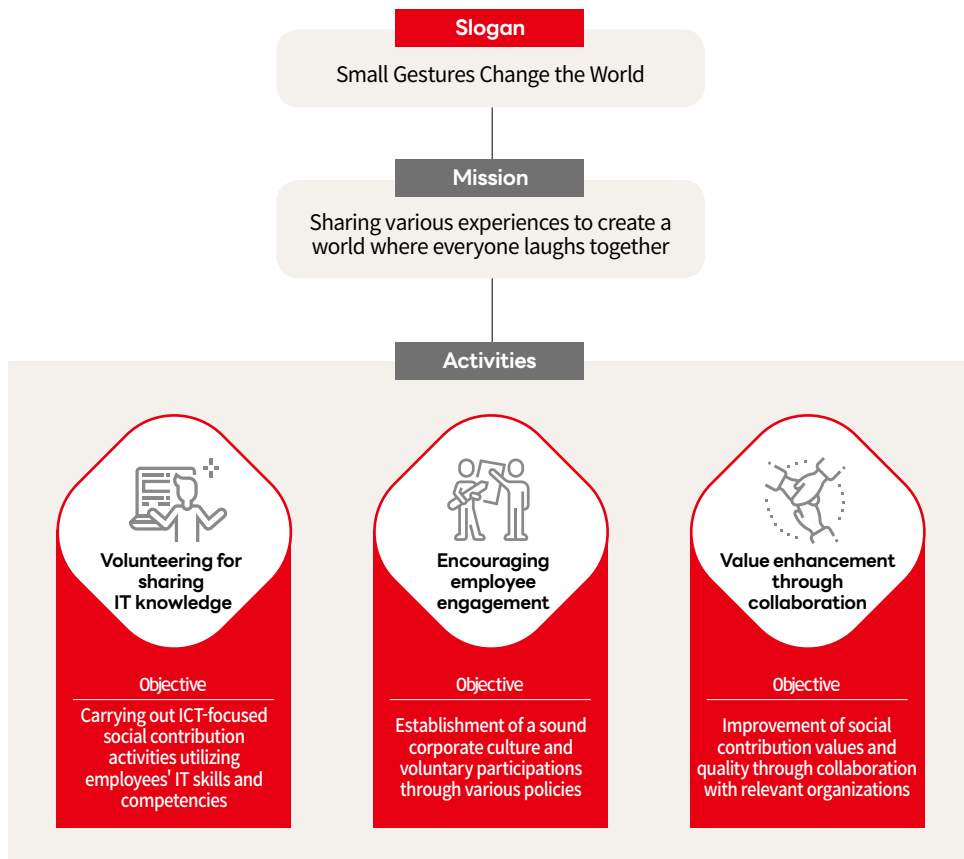 Slogan
Small Gestures Change the World
Mission
Sharing various experiences to create a
world where everyone laughs together
Activities
Volunteering for
sharing
IT knowledge
Objective
Carrying out ICT-focused
social contribution
activities utilizing
employees' IT skills and
competencies
Encouraging
employee
engagement
Objective
Establishment of a sound
corporate culture and
voluntary participations
through various policies
Value enhancement
through
collaboration
Objective
Improvement of social
contribution values and
quality through collaboration
with relevant organizations